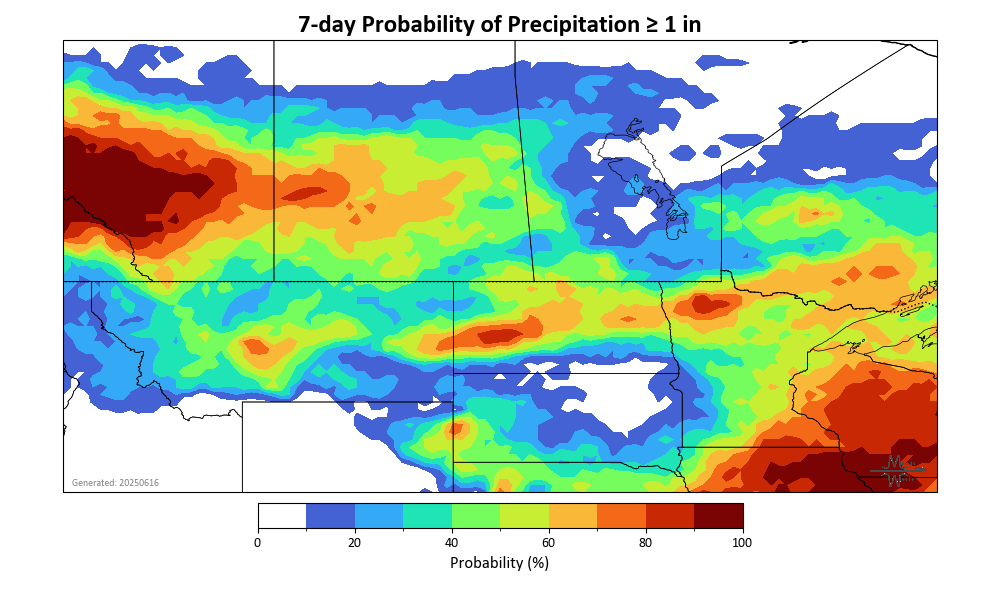 7-day Probability of Precipitation ≥ 1 in
Generated: 20250616
0 20 40 60 80 100
Probability (%)